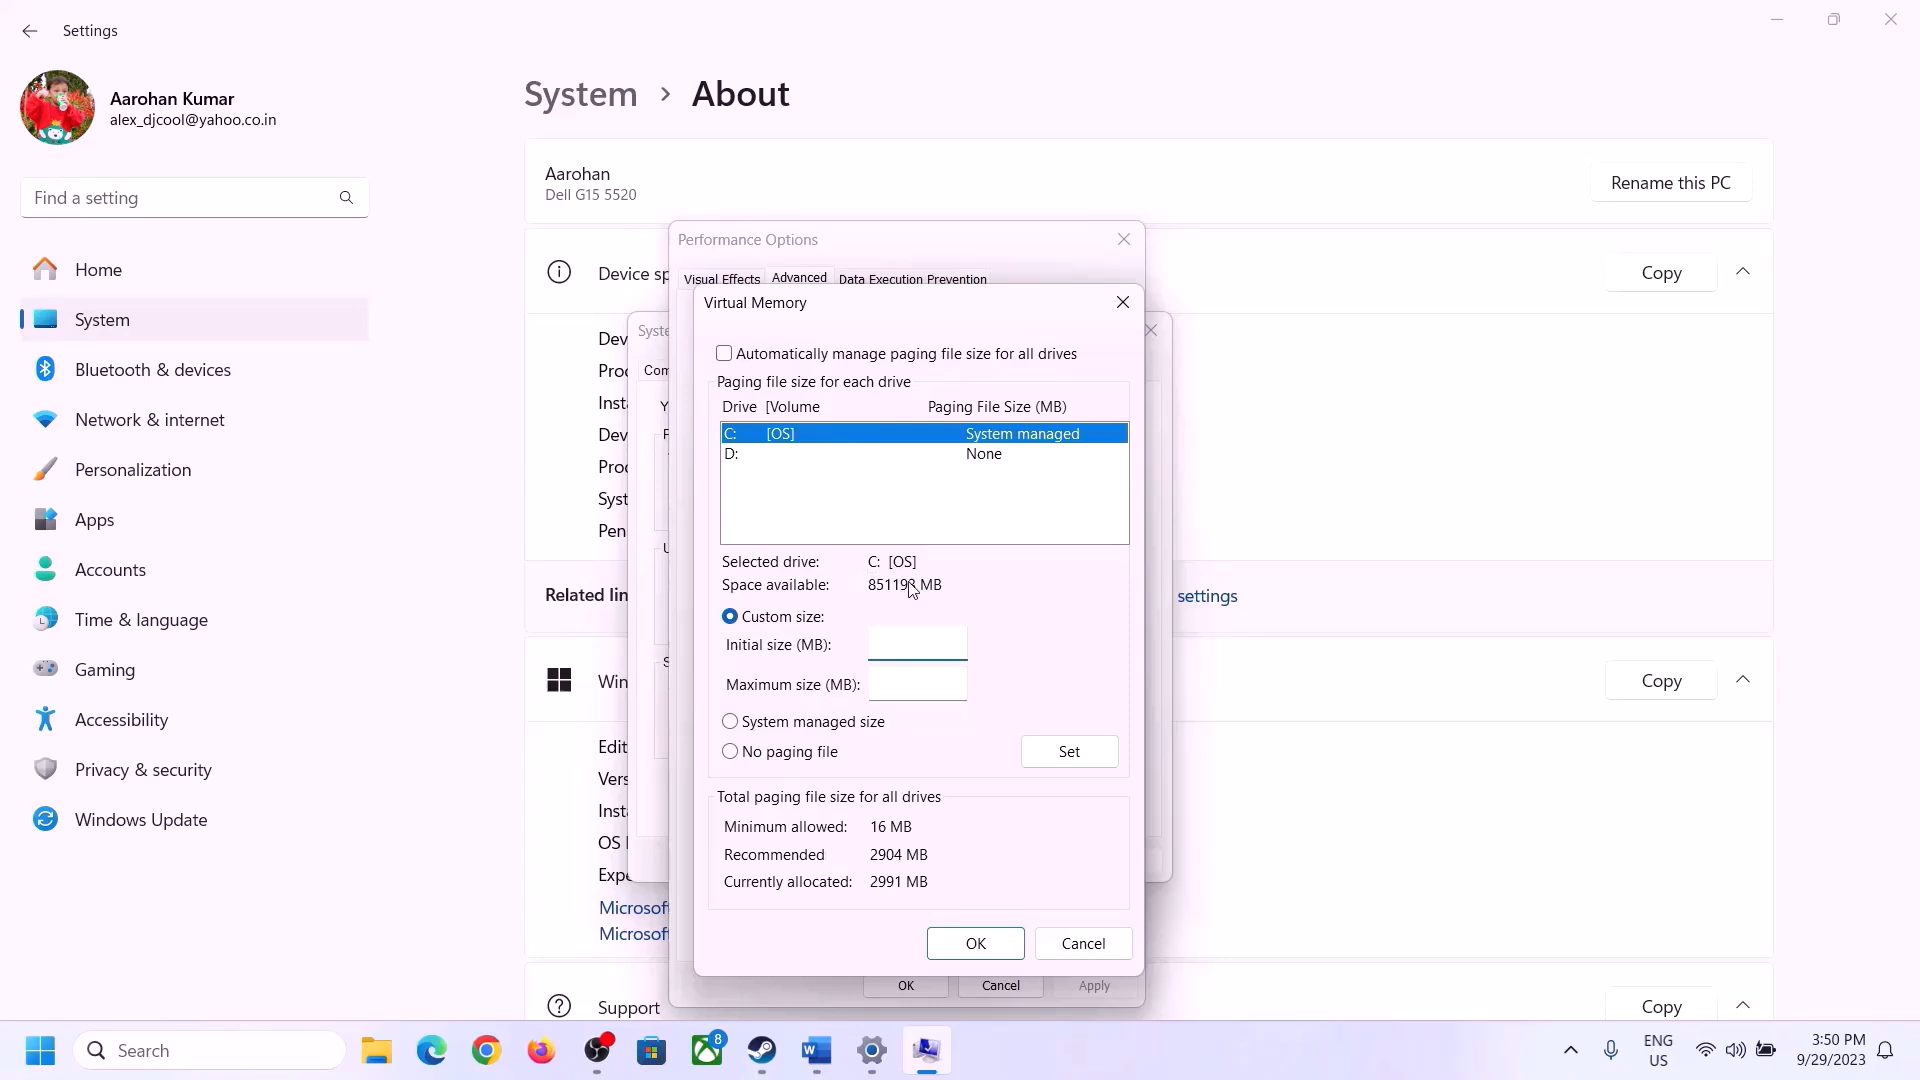 Settings
Aarohan Kumar
alex_djcool@yahoo.co.in
Find a setting
Home
System
Bluetooth & devices
Network & internet
Personalization
Apps
Accounts
Time & language
Gaming
Accessibility
Privacy & security
Windows Update
System > About
Aarohan
Dell G15 5520
Rename this PC
Copy
Related
settings
Copy
Support
Copy
Performance Options
Visual Effects Advanced Data Execution Prevention
Virtual Memory
Automatically manage paging file size for all drives
Paging file size for each drive
Drive [Volume Paging File Size (MB)
C: [OS] System managed
D: None
Selected drive: C: [OS]
Space available: MB
Custom size:
Initial size (MB):
Maximum size (MB):
System managed size
No paging file
Set
Total paging file size for all drives
Minimum allowed: 16 MB
Recommended 2904 MB
Currently allocated: 2991 MB
OK Cancel
OK Cancel Apply
Search
8
ENG
US
3:50 PM
9/29/2023